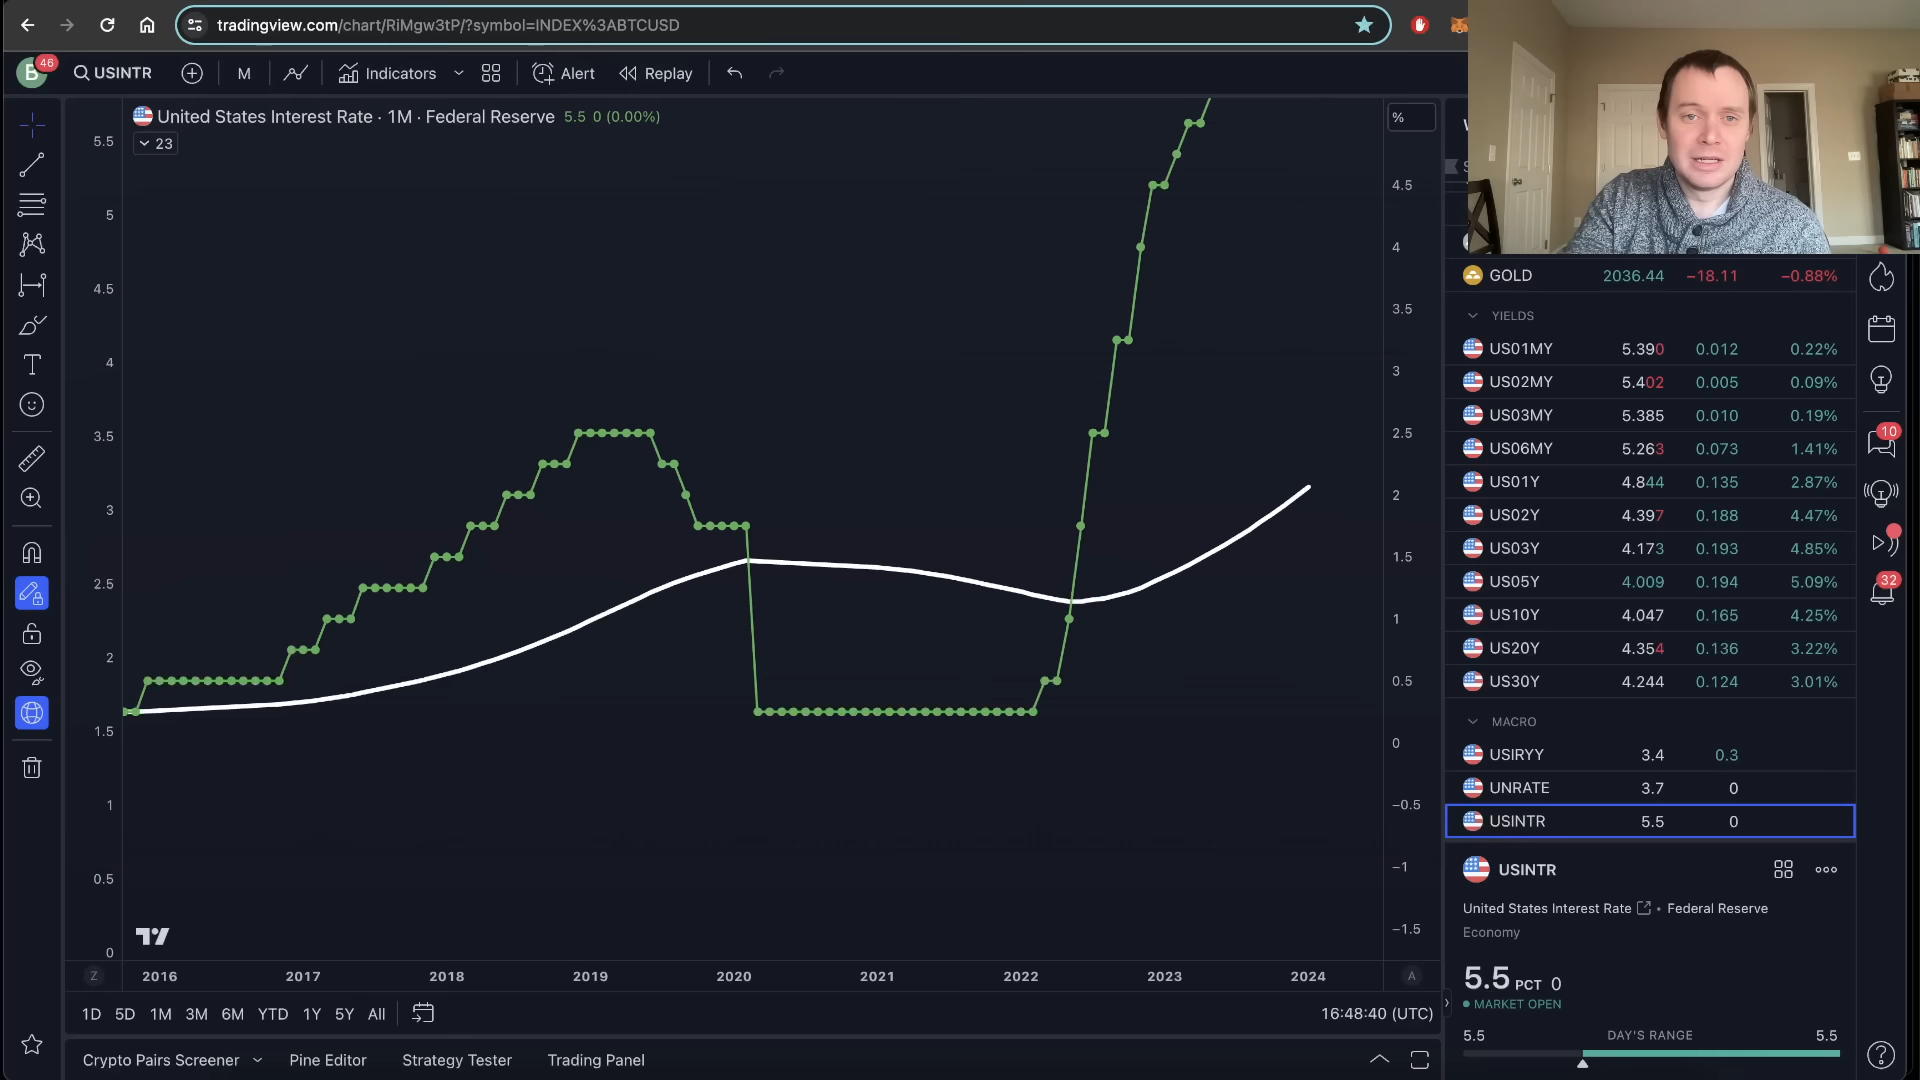 tradingview.com/chart/RiMgw3tP/?symbol=INDEX%3ABTCUSD
B 46 USINTR M Indicators Alert Replay
United States Interest Rate · 1M · Federal Reserve 5.5 0 (0.00%)
23
5.5
5
4.5
4
3.5
3
2.5
2
1.5
1
0.5
0
%
4.5
4
3.5
3
2.5
2
1.5
1
0.5
0
−0.5
−1
−1.5
Z 2016 2017 2018 2019 2020 2021 2022 2023 2024 A
1D 5D 1M 3M 6M YTD 1Y 5Y All 16:48:40 (UTC)
Crypto Pairs Screener Pine Editor Strategy Tester Trading Panel
GOLD 2036.44 −18.11 −0.88%
YIELDS
US01MY 5.390 0.012 0.22%
US02MY 5.402 0.005 0.09%
US03MY 5.385 0.010 0.19%
US06MY 5.263 0.073 1.41%
US01Y 4.844 0.135 2.87%
US02Y 4.397 0.188 4.47%
US03Y 4.173 0.193 4.85%
US05Y 4.009 0.194 5.09%
US10Y 4.047 0.165 4.25%
US20Y 4.354 0.136 3.22%
US30Y 4.244 0.124 3.01%
MACRO
USIRYY 3.4 0.3
UNRATE 3.7 0
USINTR 5.5 0
USINTR
United States Interest Rate • Federal Reserve
Economy
5.5 PCT 0
MARKET OPEN
5.5 DAY'S RANGE 5.5
10
32